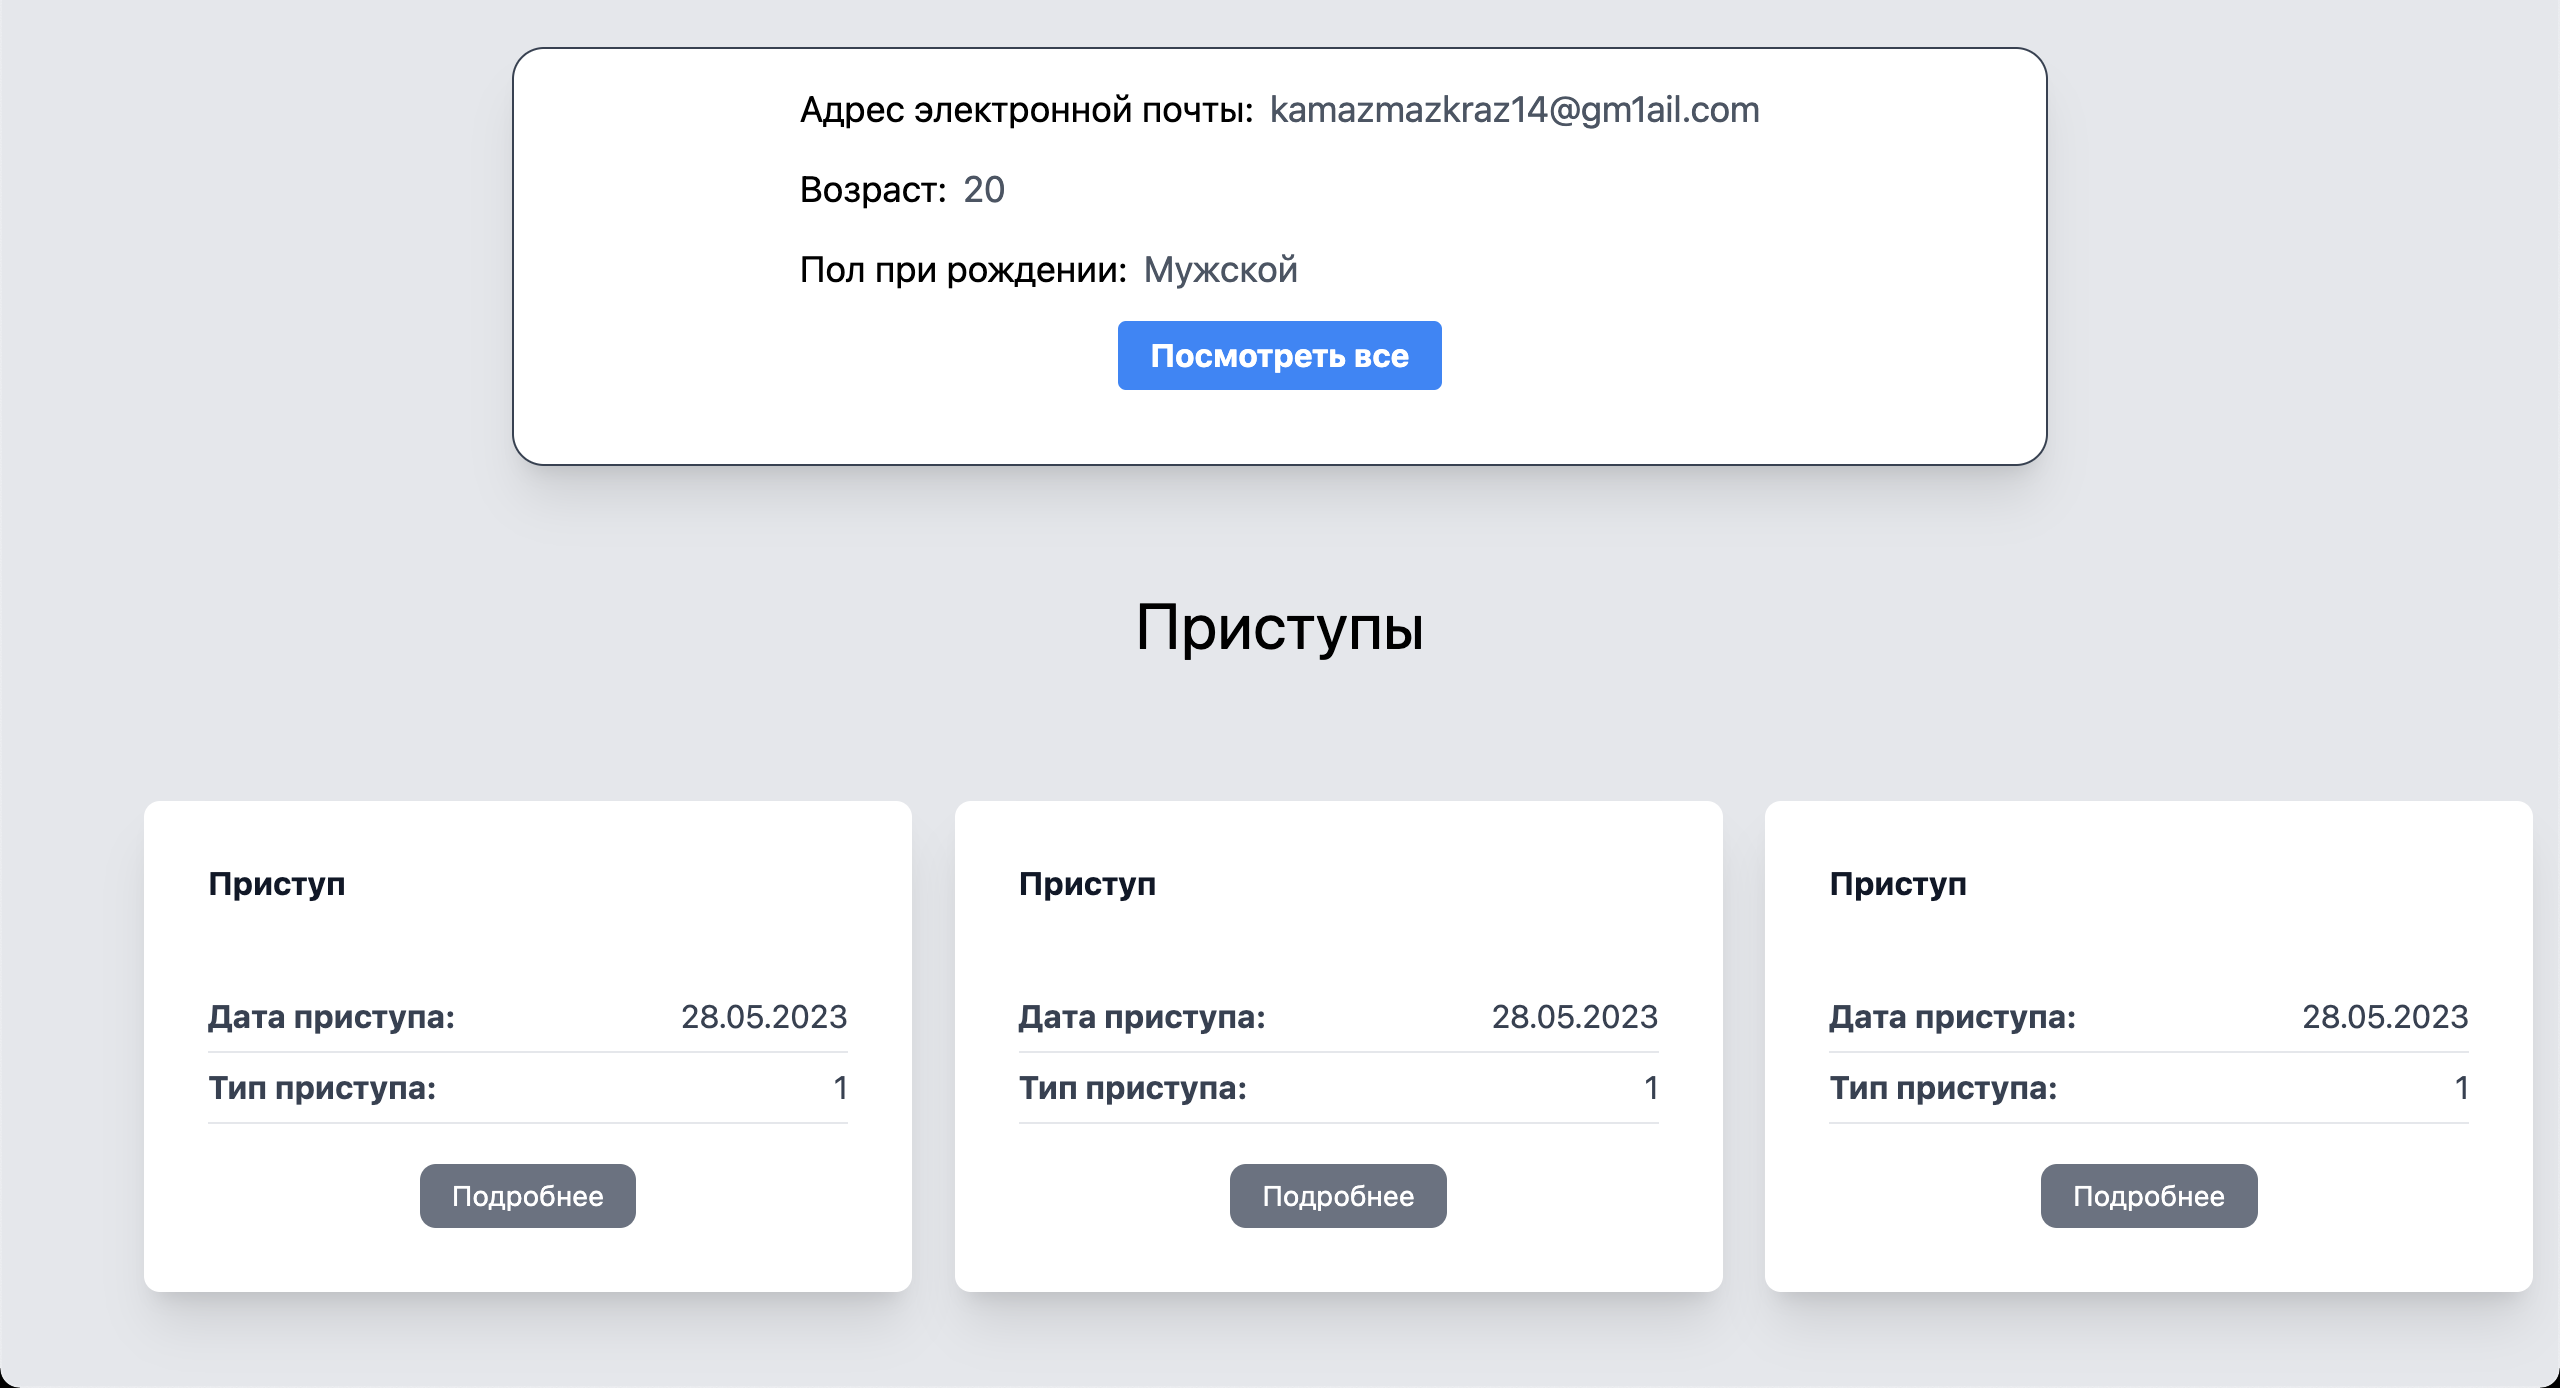 Адрес электронной почты: kamazmazkraz14@gm1ail.com
Возраст: 20
Пол при рождении: Мужской
Посмотреть все
Приступы
Приступ
Дата приступа: 28.05.2023
Тип приступа: 1
Подробнее
Приступ
Дата приступа: 28.05.2023
Тип приступа: 1
Подробнее
Приступ
Дата приступа: 28.05.2023
Тип приступа: 1
Подробнее